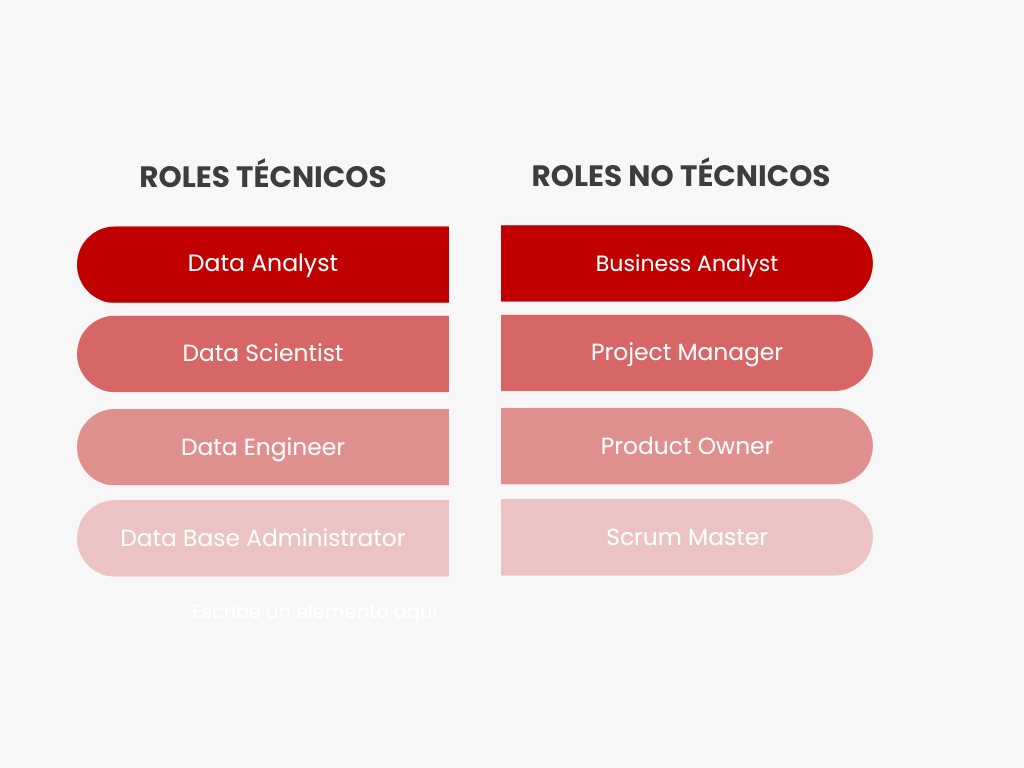 ROLES TÉCNICOS
Data Analyst
Data Scientist
Data Engineer
Data Base Administrator
Escribe un elemento aquí
ROLES NO TÉCNICOS
Business Analyst
Project Manager
Product Owner
Scrum Master